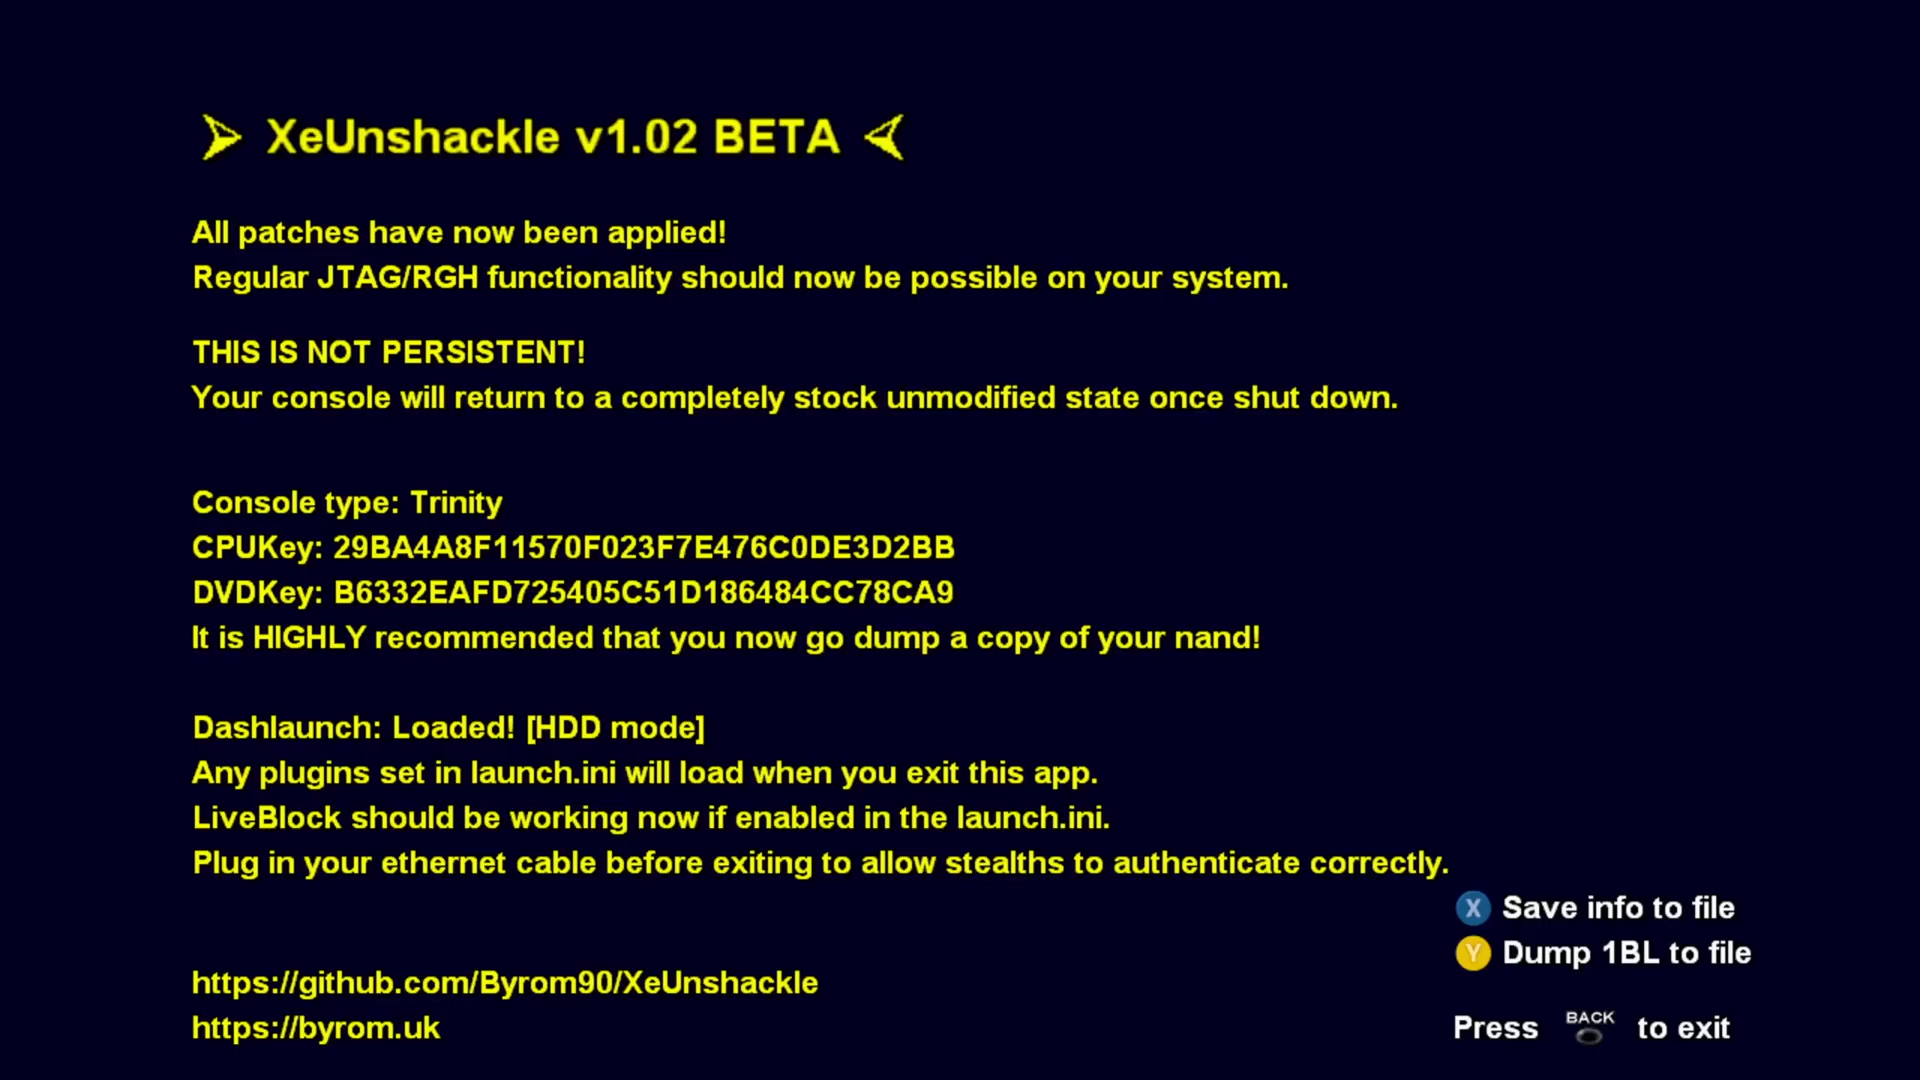 ➢ XeUnshackle v1.02 BETA ⮘
All patches have now been applied!
Regular JTAG/RGH functionality should now be possible on your system.
THIS IS NOT PERSISTENT!
Your console will return to a completely stock unmodified state once shut down.
Console type: Trinity
CPUKey: 29BA4A8F11570F023F7E476C0DE3D2BB
DVDKey: B6332EAFD725405C51D186484CC78CA9
It is HIGHLY recommended that you now go dump a copy of your nand!
Dashlaunch: Loaded! [HDD mode]
Any plugins set in launch.ini will load when you exit this app.
LiveBlock should be working now if enabled in the launch.ini.
Plug in your ethernet cable before exiting to allow stealths to authenticate correctly.
X Save info to file
Y Dump 1BL to file
https://github.com/Byrom90/XeUnshackle
https://byrom.uk
Press BACK to exit